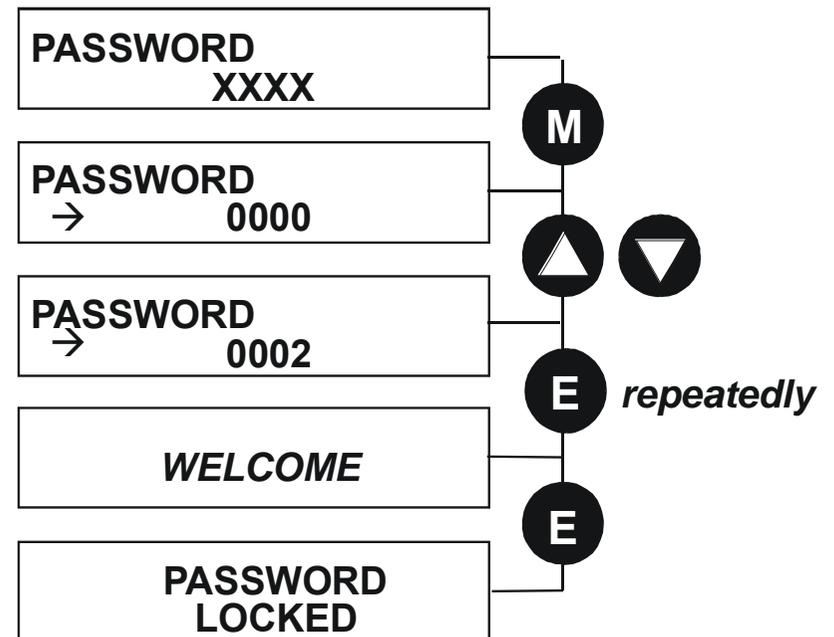 PASSWORD
XXXX
M
PASSWORD
→ 0000
PASSWORD
→ 0002
E repeatedly
WELCOME
E
PASSWORD
LOCKED